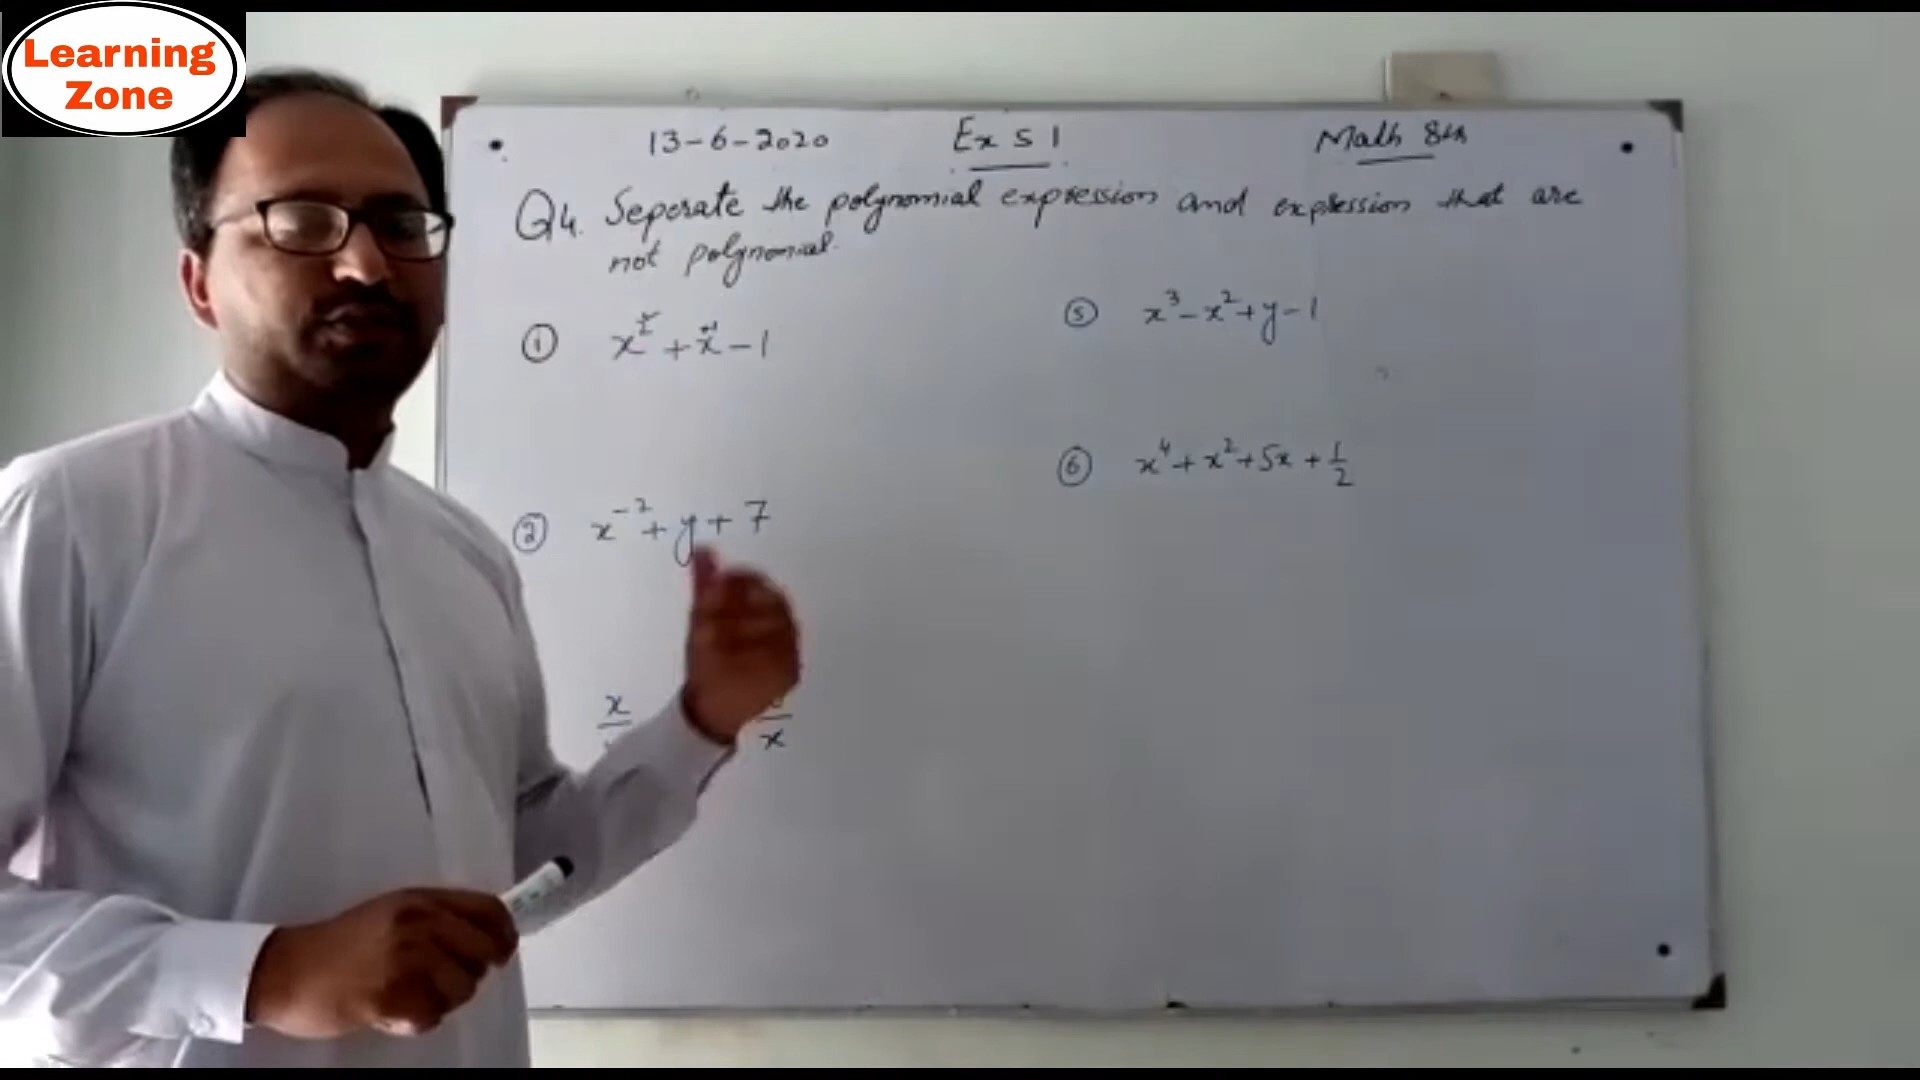 Learning
Zone
13-6-2020 Ex 5 1 Math 8th
Q4. Seperate the polynomial expression and expression that are
not polynomial.
① x² + x - 1
⑤ x³ - x² + y - 1
⑥ x⁴ + x² + 5x + 1/2
② x⁻² + y + 7
x
x